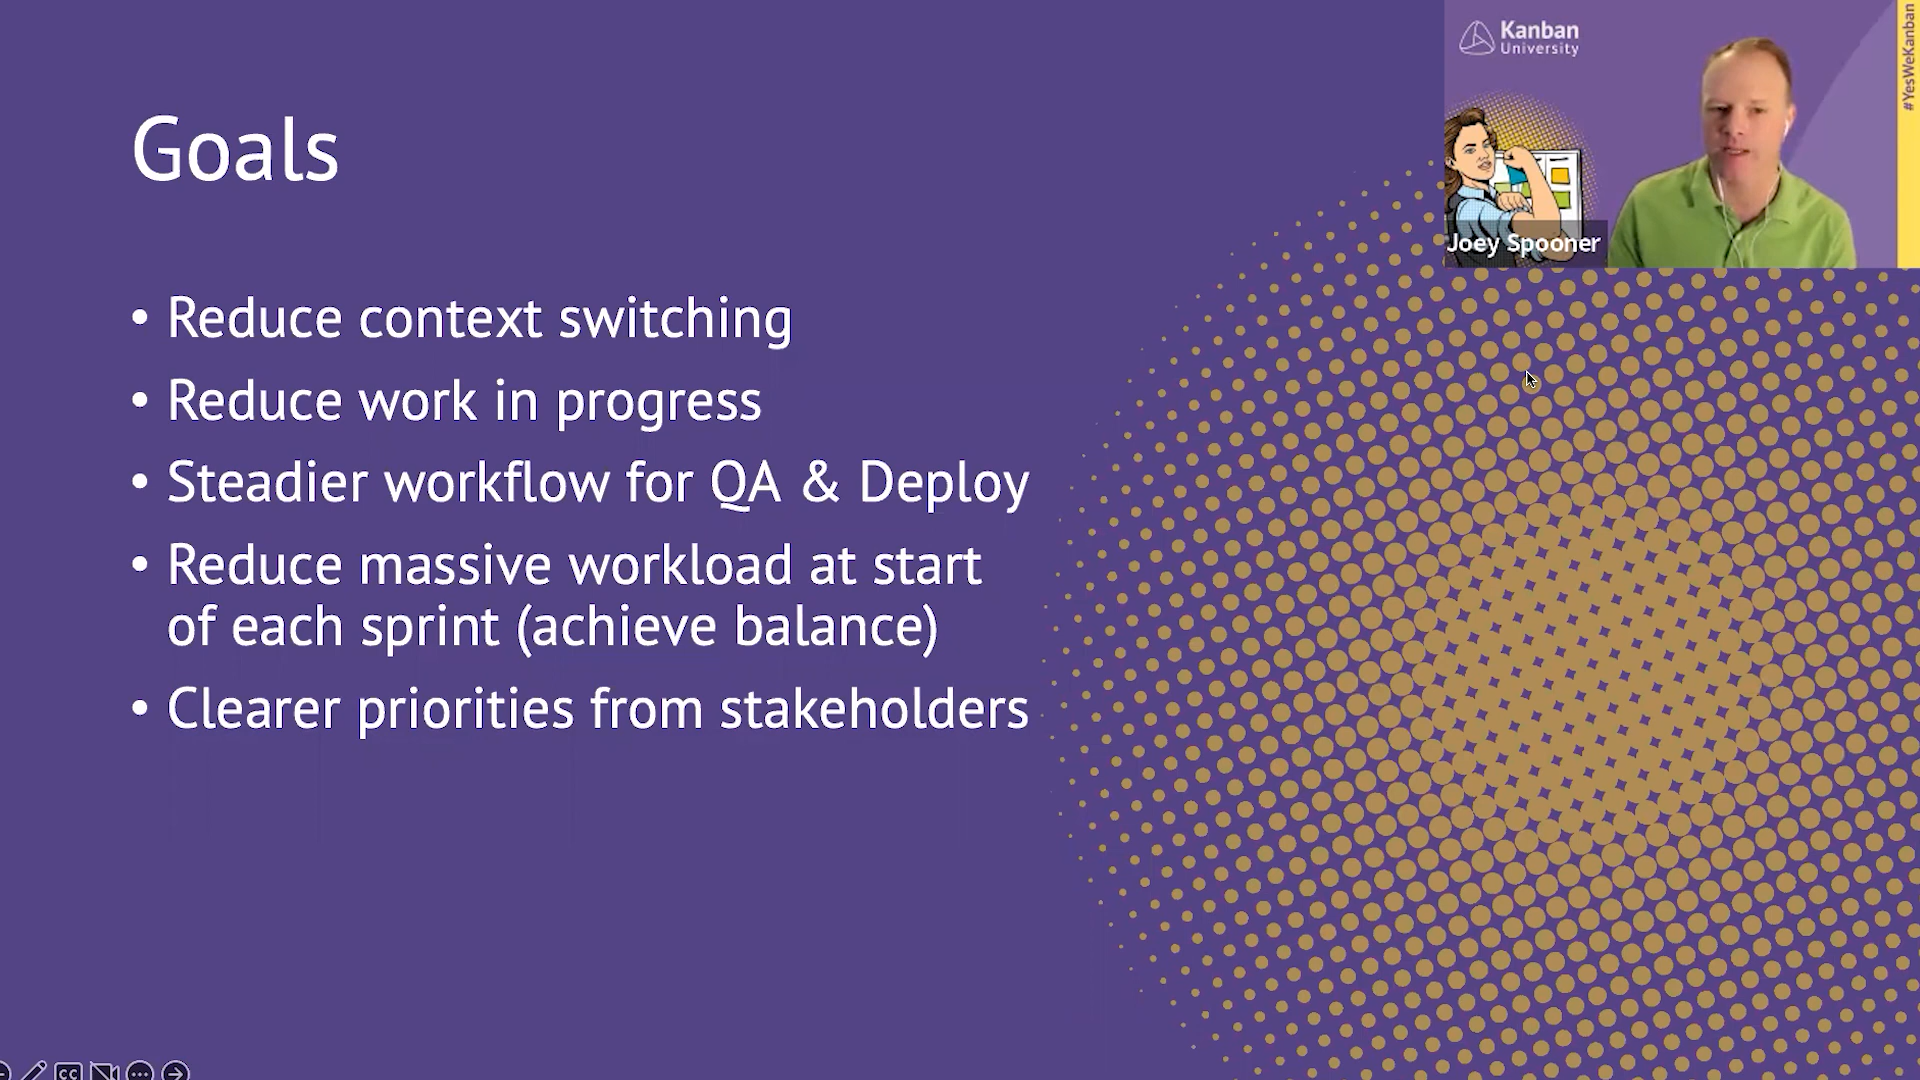 Goals
• Reduce context switching
• Reduce work in progress
• Steadier workflow for QA & Deploy
• Reduce massive workload at start
of each sprint (achieve balance)
• Clearer priorities from stakeholders
Kanban
University
#YesWeKanban
Joey Spooner
CC